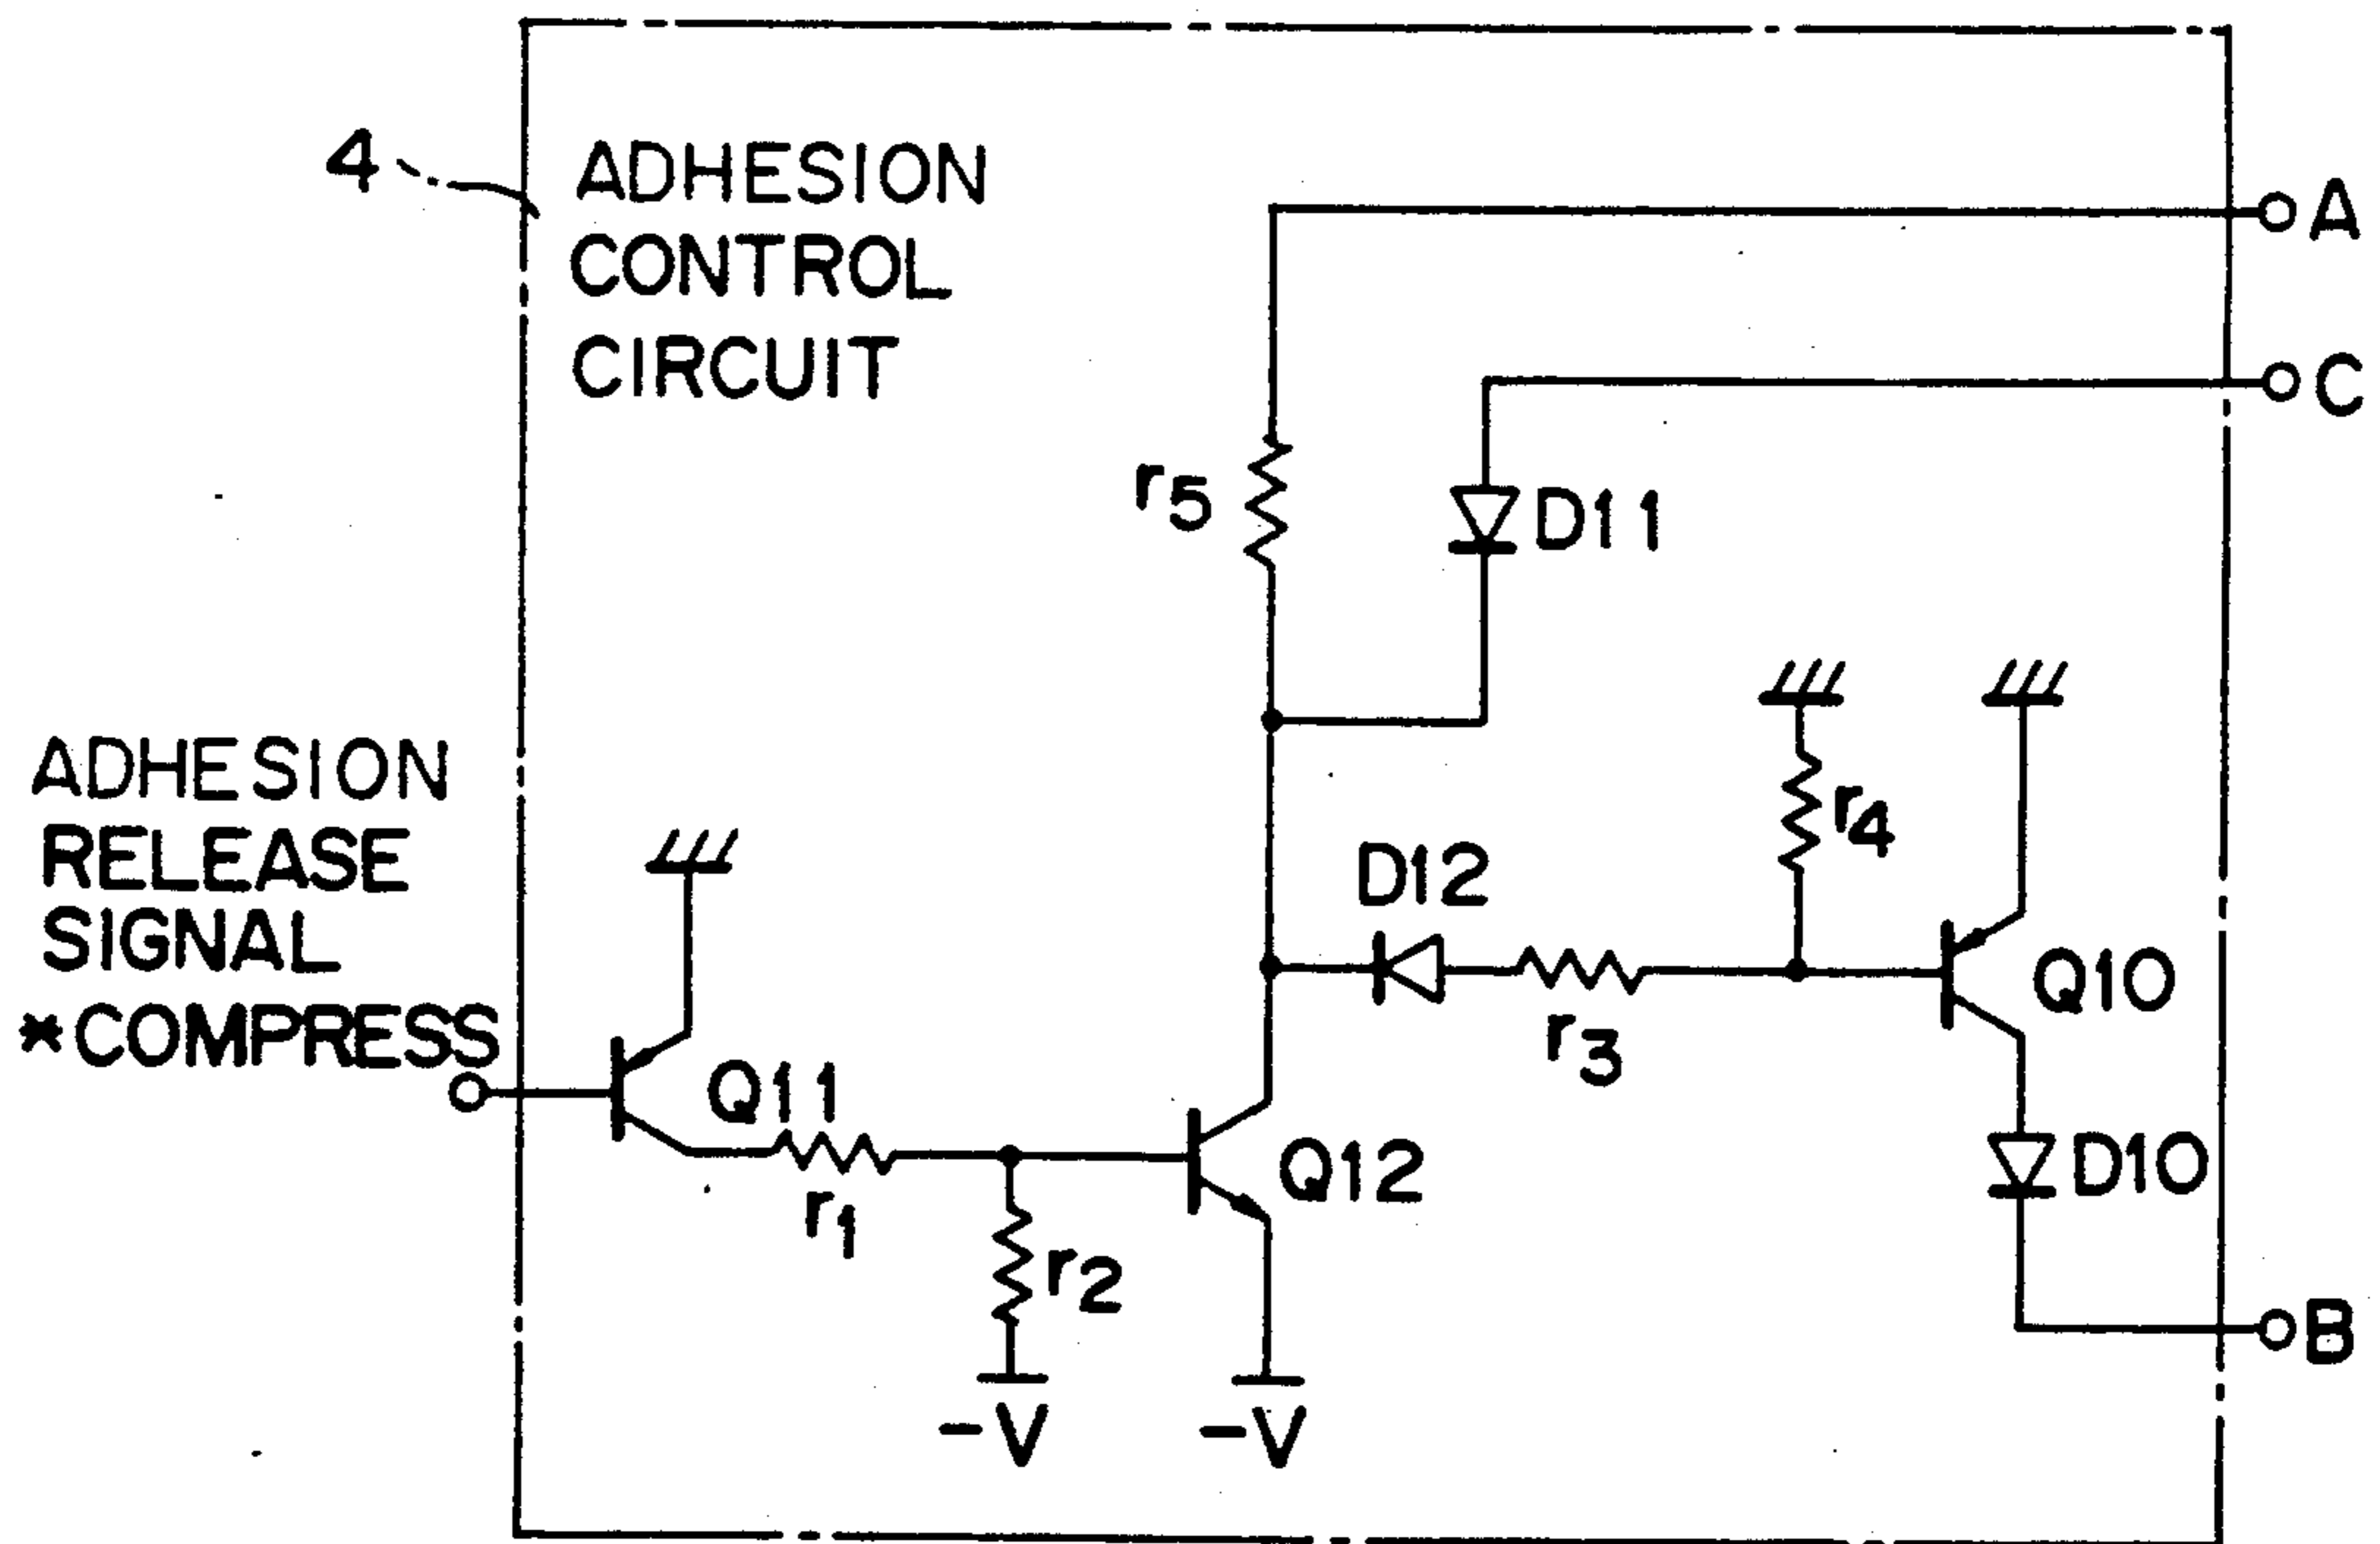 4
ADHESION
CONTROL
CIRCUIT
A
C
r5
D11
ADHESION
RELEASE
SIGNAL
*COMPRESS
r4
D12
Q10
r3
Q11
r1
Q12
D10
r2
B
-V
-V